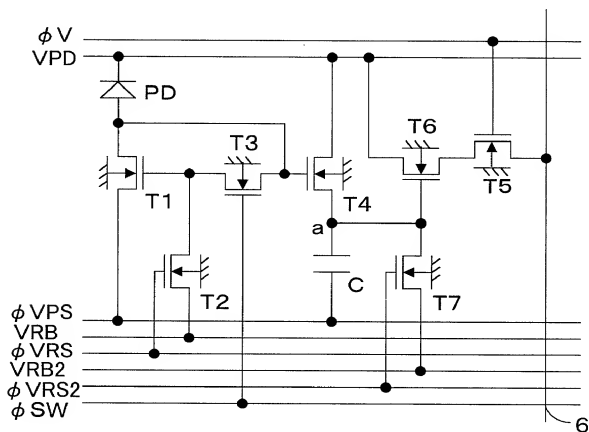 φV
VPD
PD
T3
T6
T1
T4
T5
a
C
T2
T7
φVPS
VRB
φVRS
VRB2
φVRS2
φSW
6